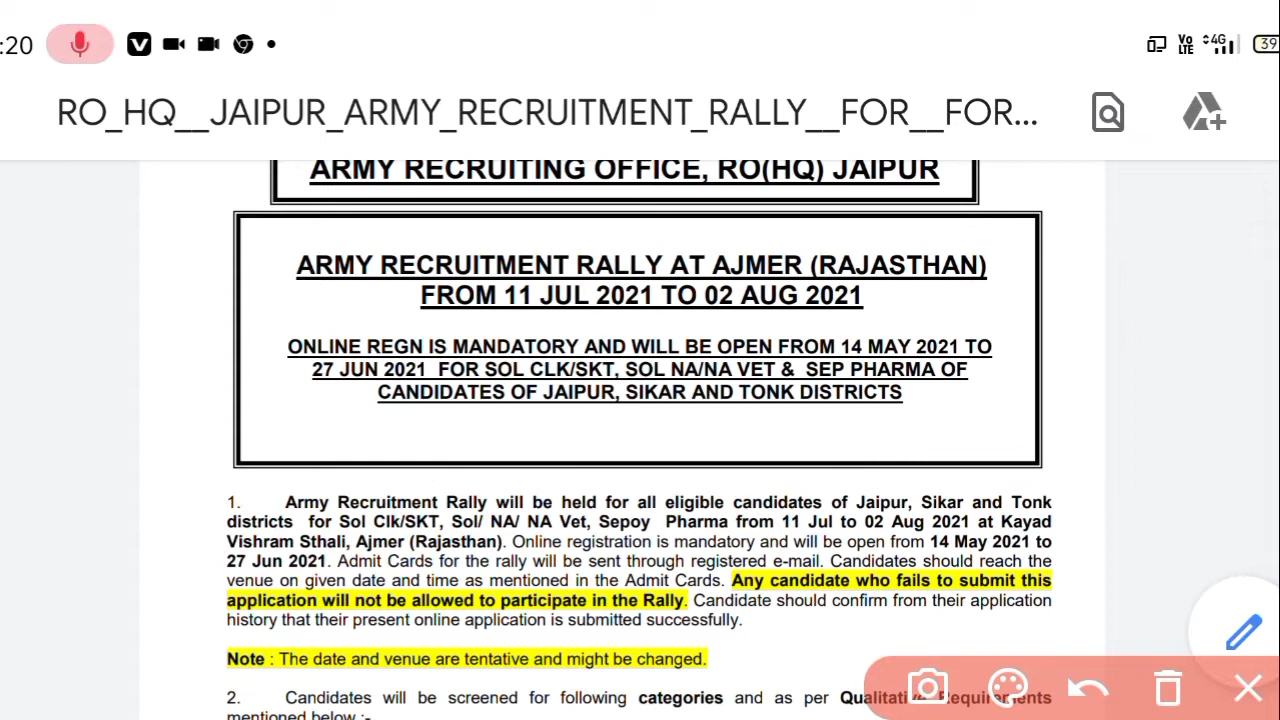 :20
Vo LTE 4G 39
RO_HQ__JAIPUR_ARMY_RECRUITMENT_RALLY__FOR__FOR...
ARMY RECRUITING OFFICE, RO(HQ) JAIPUR
ARMY RECRUITMENT RALLY AT AJMER (RAJASTHAN)
FROM 11 JUL 2021 TO 02 AUG 2021
ONLINE REGN IS MANDATORY AND WILL BE OPEN FROM 14 MAY 2021 TO
27 JUN 2021 FOR SOL CLK/SKT, SOL NA/NA VET & SEP PHARMA OF
CANDIDATES OF JAIPUR, SIKAR AND TONK DISTRICTS
1. Army Recruitment Rally will be held for all eligible candidates of Jaipur, Sikar and Tonk
districts for Sol Clk/SKT, Sol/ NA/ NA Vet, Sepoy Pharma from 11 Jul to 02 Aug 2021 at Kayad
Vishram Sthali, Ajmer (Rajasthan). Online registration is mandatory and will be open from 14 May 2021 to
27 Jun 2021. Admit Cards for the rally will be sent through registered e-mail. Candidates should reach the
venue on given date and time as mentioned in the Admit Cards. Any candidate who fails to submit this
application will not be allowed to participate in the Rally. Candidate should confirm from their application
history that their present online application is submitted successfully.
Note : The date and venue are tentative and might be changed.
2. Candidates will be screened for following categories and as per Qualitative Requirements
mentioned below :-